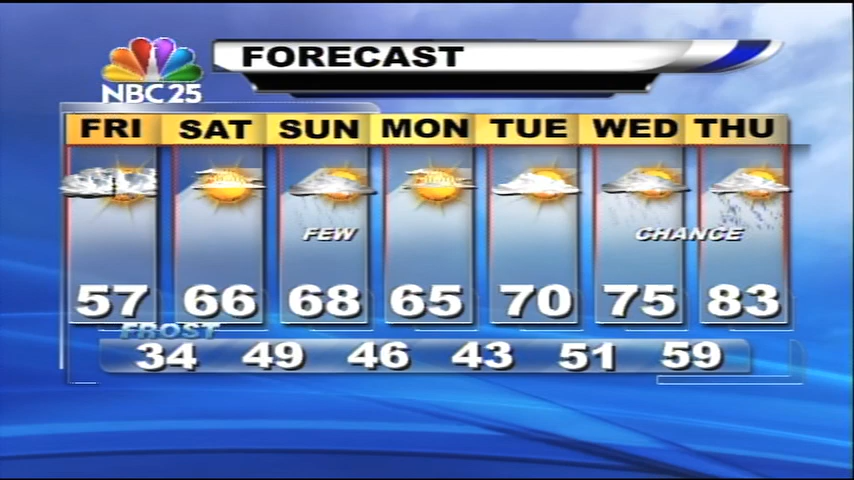 FORECAST
NBC 25
FRI SAT SUN MON TUE WED THU
FEW CHANCE
57 66 68 65 70 75 83
FROST
34 49 46 43 51 59